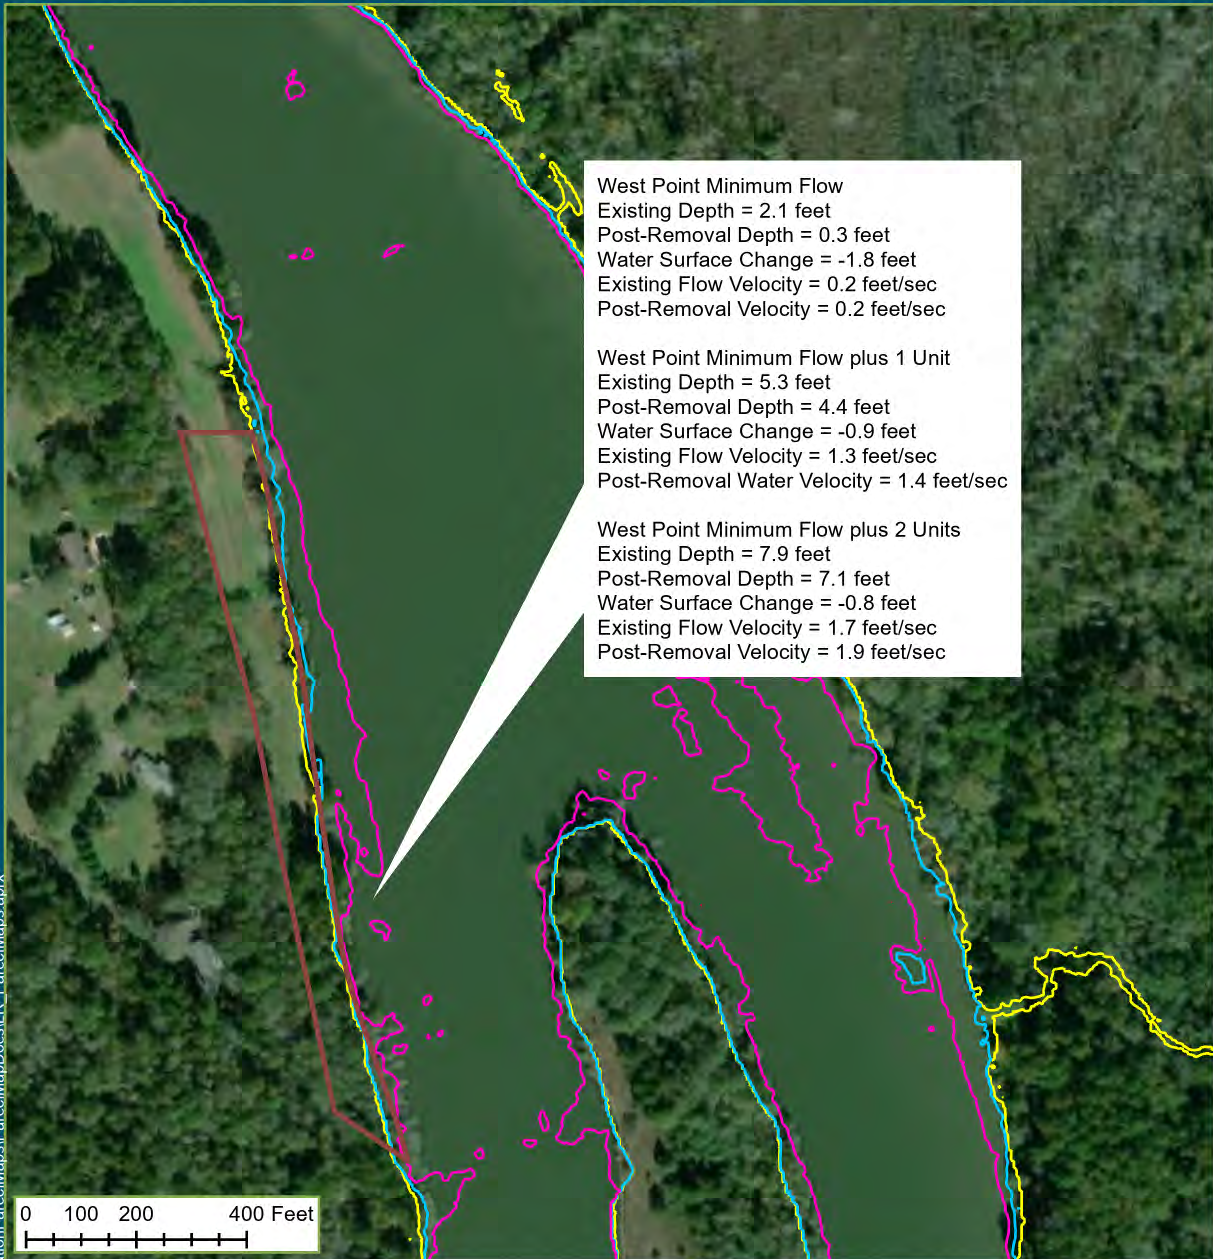 West Point Minimum Flow
Existing Depth = 2.1 feet
Post-Removal Depth = 0.3 feet
Water Surface Change = -1.8 feet
Existing Flow Velocity = 0.2 feet/sec
Post-Removal Velocity = 0.2 feet/sec
West Point Minimum Flow plus 1 Unit
Existing Depth = 5.3 feet
Post-Removal Depth = 4.4 feet
Water Surface Change = -0.9 feet
Existing Flow Velocity = 1.3 feet/sec
Post-Removal Water Velocity = 1.4 feet/sec
West Point Minimum Flow plus 2 Units
Existing Depth = 7.9 feet
Post-Removal Depth = 7.1 feet
Water Surface Change = -0.8 feet
Existing Flow Velocity = 1.7 feet/sec
Post-Removal Velocity = 1.9 feet/sec
0 100 200 400 Feet